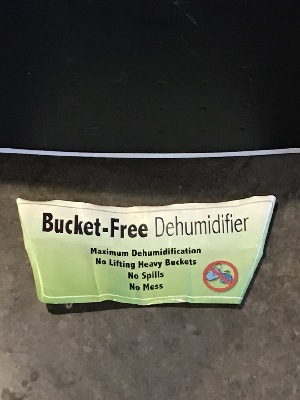 Bucket-Free Dehumidifier
Maximum Dehumidification
No Lifting Heavy Buckets
No Spills
No Mess